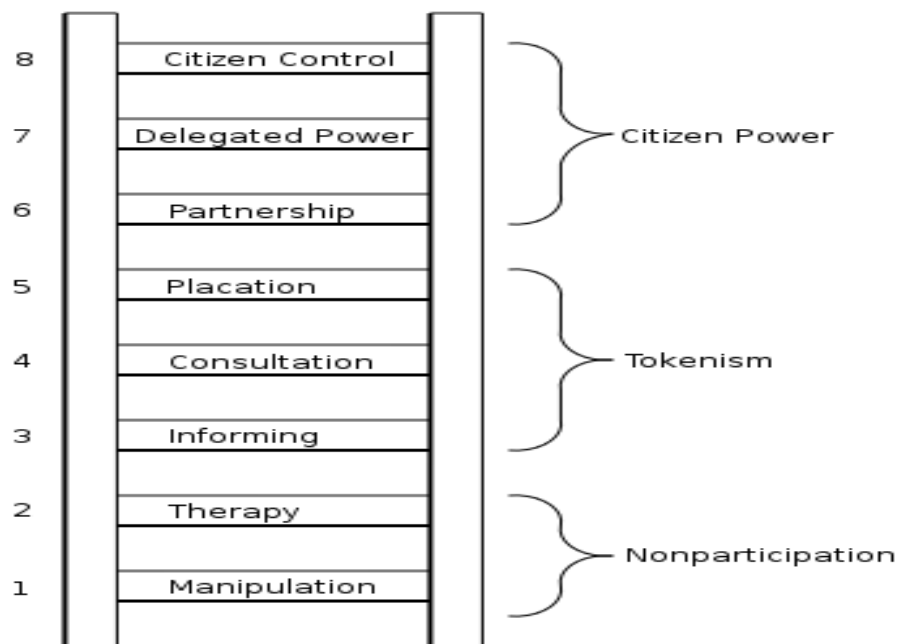 8 Citizen Control
7 Delegated Power Citizen Power
6 Partnership
5 Placation
4 Consultation Tokenism
3 Informing
2 Therapy
Nonparticipation
1 Manipulation